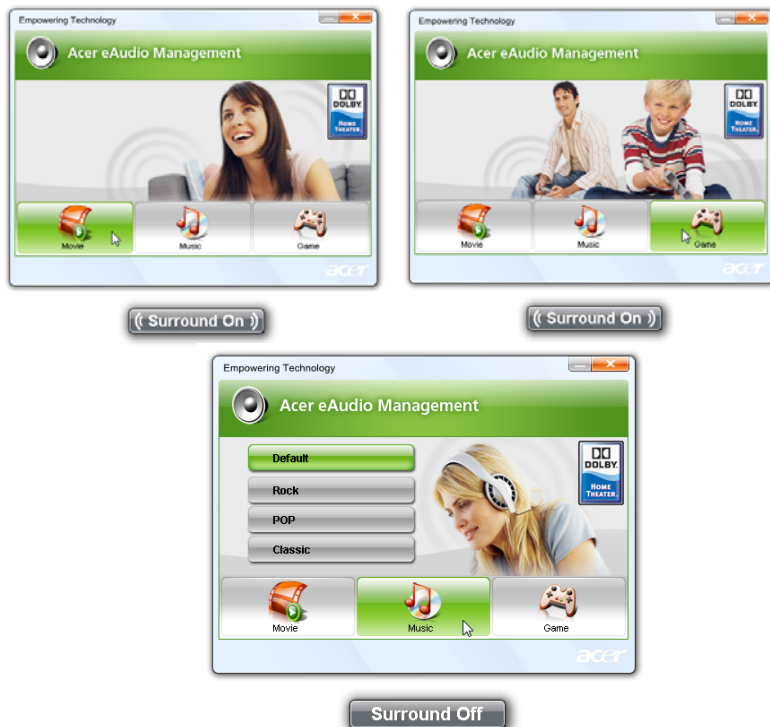 Empowering Technology
Acer eAudio Management
DOLBY
HOME
THEATER
Movie
Music
Game
acer
(( Surround On ))
Empowering Technology
Acer eAudio Management
DOLBY
HOME
THEATER
Movie
Music
Game
acer
(( Surround On ))
Empowering Technology
Acer eAudio Management
Default
Rock
POP
Classic
DOLBY
HOME
THEATER
Movie
Music
Game
acer
Surround Off